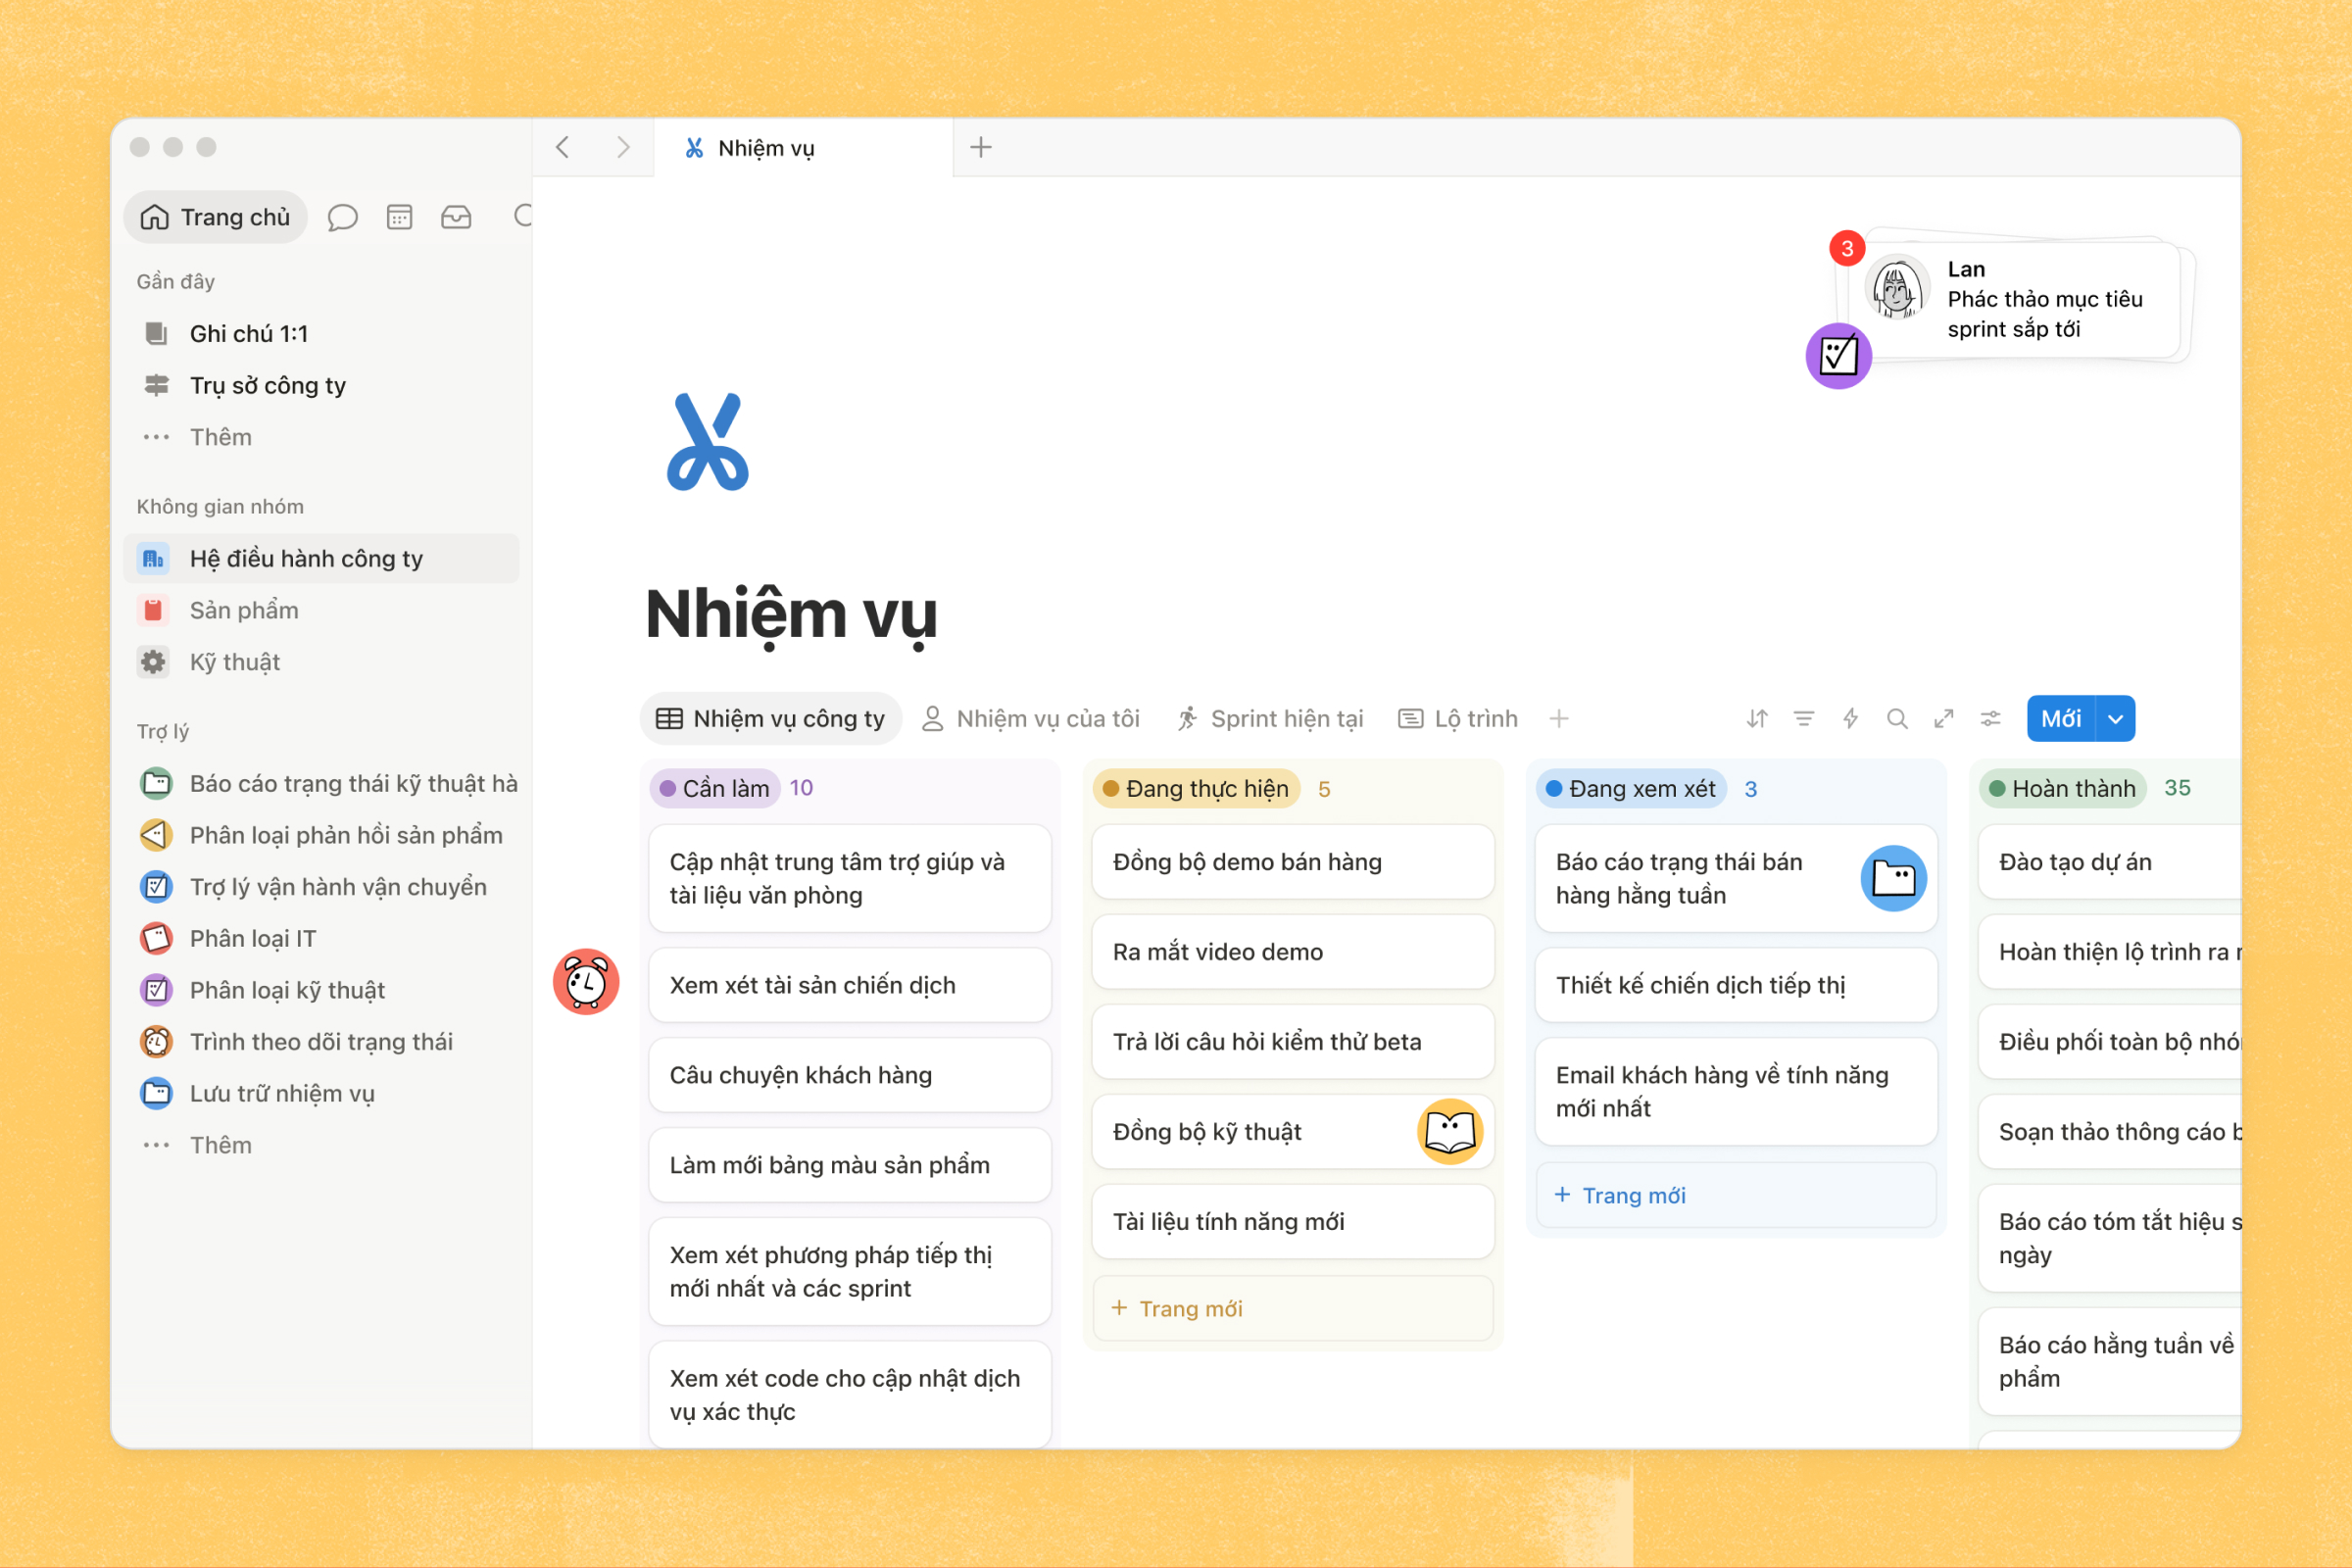 Nhiệm vụ
Trang chủ
Gần đây
Ghi chú 1:1
Trụ sở công ty
Thêm
Không gian nhóm
Hệ điều hành công ty
Sản phẩm
Kỹ thuật
Trợ lý
Báo cáo trạng thái kỹ thuật hà
Phân loại phản hồi sản phẩm
Trợ lý vận hành vận chuyển
Phân loại IT
Phân loại kỹ thuật
Trình theo dõi trạng thái
Lưu trữ nhiệm vụ
Thêm
3
Lan
Phác thảo mục tiêu
sprint sắp tới
Nhiệm vụ
Nhiệm vụ công ty
Nhiệm vụ của tôi
Sprint hiện tại
Lộ trình
Mới
Cần làm 10
Cập nhật trung tâm trợ giúp và
tài liệu văn phòng
Xem xét tài sản chiến dịch
Câu chuyện khách hàng
Làm mới bảng màu sản phẩm
Xem xét phương pháp tiếp thị
mới nhất và các sprint
Xem xét code cho cập nhật dịch
vụ xác thực
Đang thực hiện 5
Đồng bộ demo bán hàng
Ra mắt video demo
Trả lời câu hỏi kiểm thử beta
Đồng bộ kỹ thuật
Tài liệu tính năng mới
+ Trang mới
Đang xem xét 3
Báo cáo trạng thái bán
hàng hằng tuần
Thiết kế chiến dịch tiếp thị
Email khách hàng về tính năng
mới nhất
+ Trang mới
Hoàn thành 35
Đào tạo dự án
Hoàn thiện lộ trình ra
Điều phối toàn bộ
Soạn thảo thông cáo
Báo cáo tóm tắt hiệu
ngày
Báo cáo hằng tuần về
phẩm